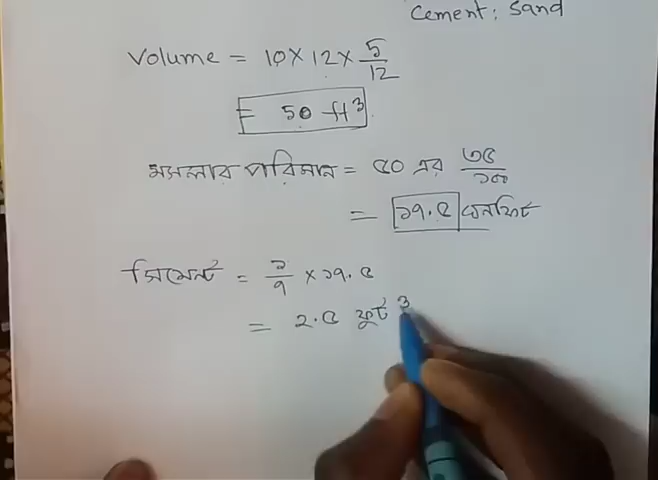 Cement : Sand
Volume = 10 × 12 × 5/12
= 50 ft³
মসলার পরিমান = ৫০ এর ৩৫/১০০
= ১৭.৫ ঘনফিট
সিমেন্ট = ১/৭ × ১৭.৫
= ২.৫ ফুট ³